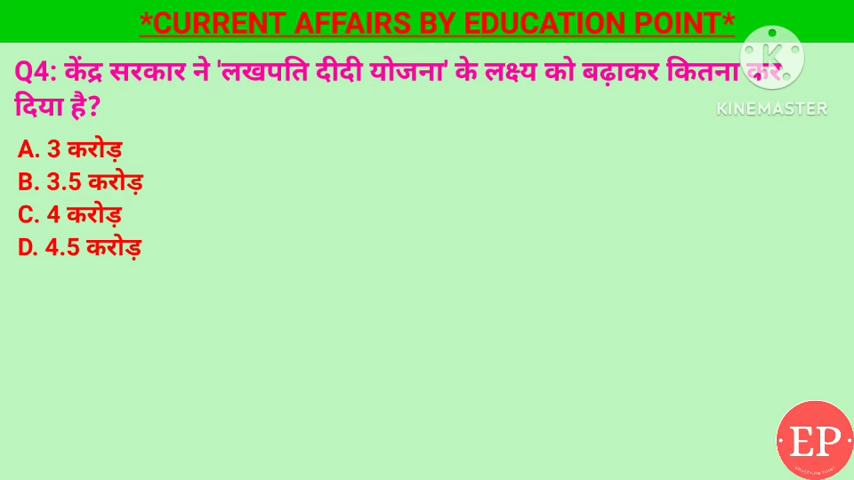 *CURRENT AFFAIRS BY EDUCATION POINT*
Q4: केंद्र सरकार ने 'लखपति दीदी योजना' के लक्ष्य को बढ़ाकर कितना कर
दिया है?
KINEMASTER
A. 3 करोड़
B. 3.5 करोड़
C. 4 करोड़
D. 4.5 करोड़
EP